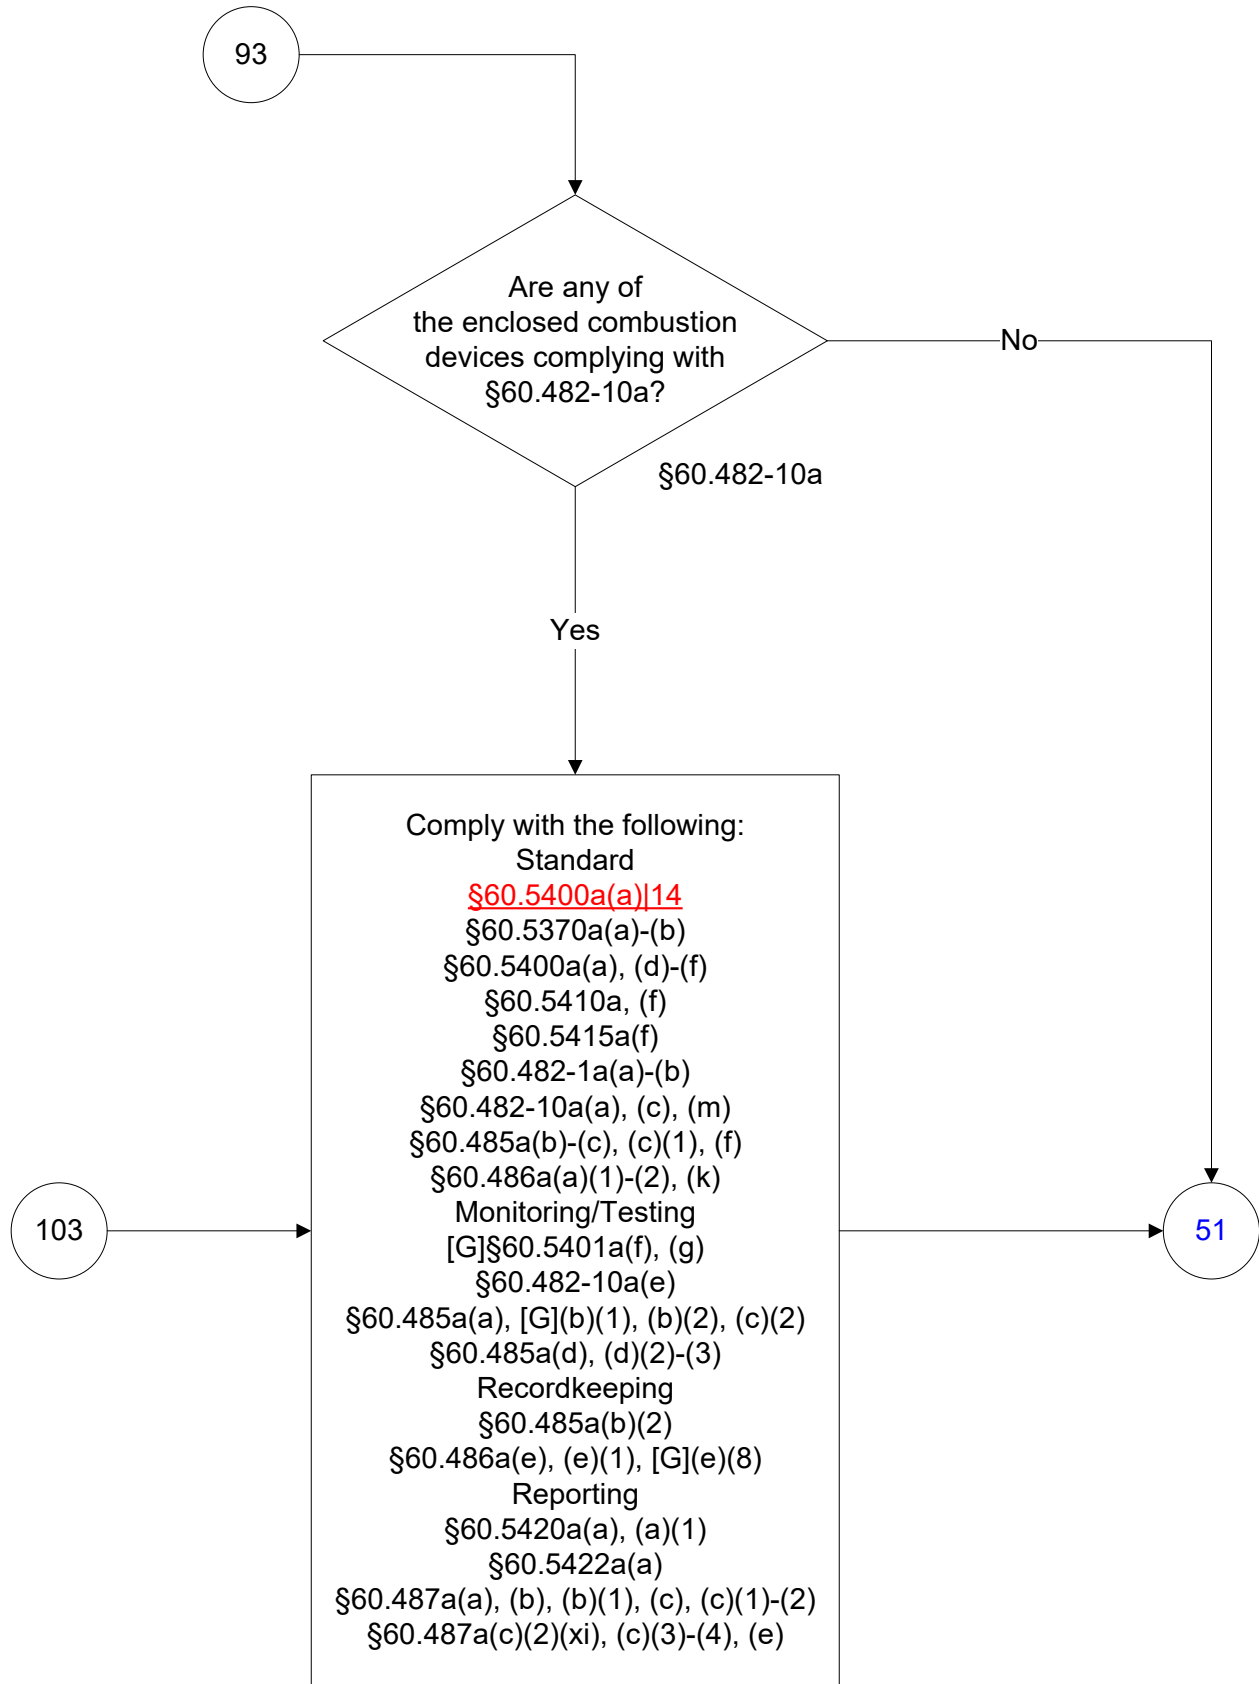 93
Are any of
the enclosed combustion
devices complying with
§60.482-10a?
No
§60.482-10a
Yes
Comply with the following:
Standard
§60.5400a(a)|14
§60.5370a(a)-(b)
§60.5400a(a), (d)-(f)
§60.5410a, (f)
§60.5415a(f)
§60.482-1a(a)-(b)
§60.482-10a(a), (c), (m)
§60.485a(b)-(c), (c)(1), (f)
§60.486a(a)(1)-(2), (k)
Monitoring/Testing
[G]§60.5401a(f), (g)
§60.482-10a(e)
§60.485a(a), [G](b)(1), (b)(2), (c)(2)
§60.485a(d), (d)(2)-(3)
Recordkeeping
§60.485a(b)(2)
§60.486a(e), (e)(1), [G](e)(8)
Reporting
§60.5420a(a), (a)(1)
§60.5422a(a)
§60.487a(a), (b), (b)(1), (c), (c)(1)-(2)
§60.487a(c)(2)(xi), (c)(3)-(4), (e)
103
51